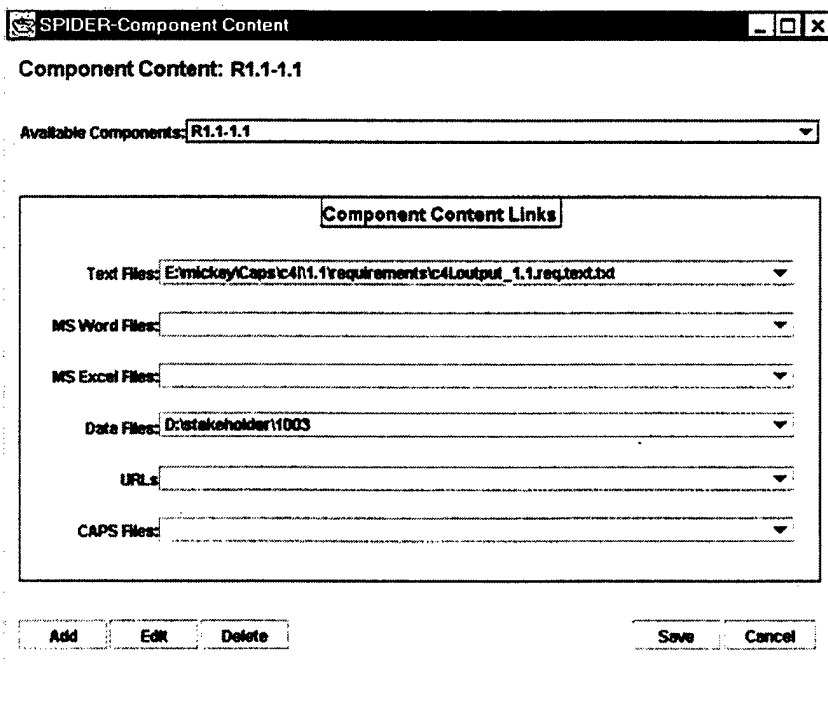 SPIDER-Component Content
Component Content: R1.1-1.1
Available Components: R1.1-1.1
Component Content Links
Text Files: E:\mickey\Caps\c4i\1.1\requirements\c4i.output_1.1.req.text.txt
MS Word Files:
MS Excel Files:
Data Files: D:\stakeholder\1003
URLs
CAPS Files:
Add Edit Delete Save Cancel